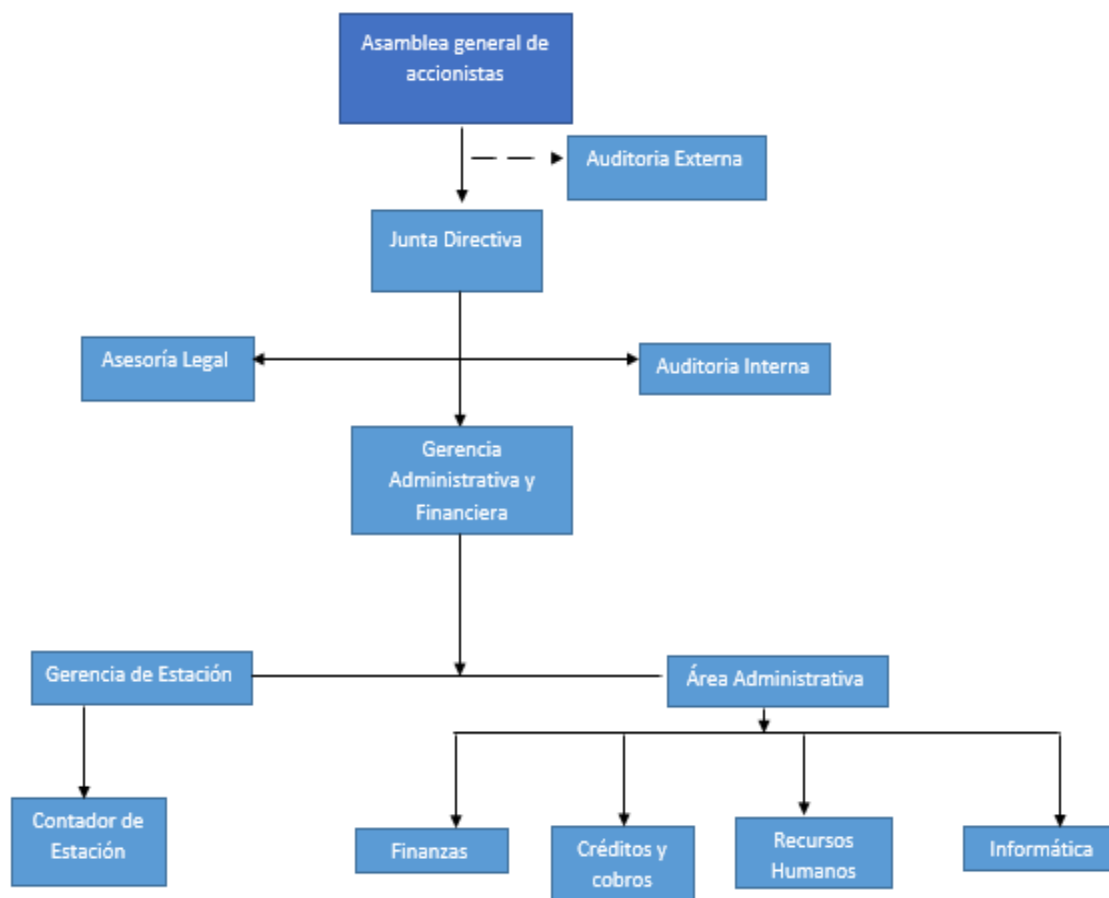 Asamblea general de
accionistas
Auditoria Externa
Junta Directiva
Asesoría Legal
Auditoria Interna
Gerencia
Administrativa y
Financiera
Gerencia de Estación
Área Administrativa
Contador de
Estación
Finanzas
Créditos y
cobros
Recursos
Humanos
Informática